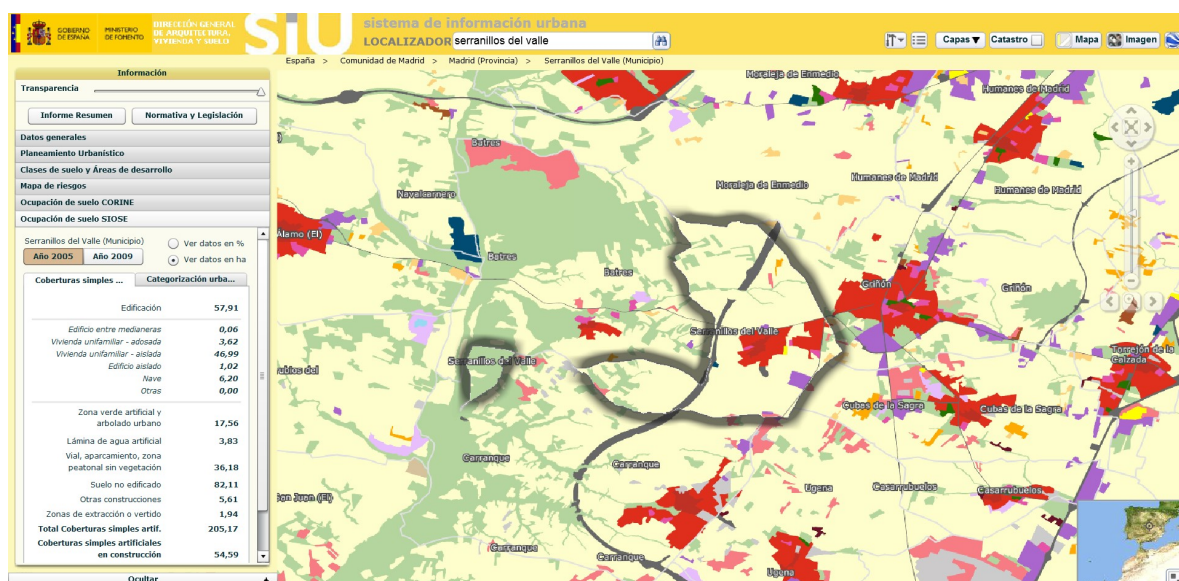 GOBIERNO DE ESPAÑA
MINISTERIO DE FOMENTO
DIRECCIÓN GENERAL DE ARQUITECTURA, VIVIENDA Y SUELO
SiU
sistema de información urbana
LOCALIZADOR serranillos del valle
Capas▼ Catastro Mapa Imagen
España > Comunidad de Madrid > Madrid (Provincia) > Serranillos del Valle (Municipio)
Información
Transparencia
Informe Resumen Normativa y Legislación
Datos generales
Planeamiento Urbanístico
Clases de suelo y Áreas de desarrollo
Mapa de riesgos
Ocupación de suelo CORINE
Ocupación de suelo SIOSE
Serranillos del Valle (Municipio)
Año 2005 Año 2009
Ver datos en %
Ver datos en ha
Coberturas simples ... Categorización urba...
Edificación 57,91
Edificio entre medianeras 0,06
Vivienda unifamiliar - adosada 3,62
Vivienda unifamiliar - aislada 46,99
Edificio aislado 1,02
Nave 6,20
Otras 0,00
Zona verde artificial y
arbolado urbano 17,56
Lámina de agua artificial 3,83
Vial, aparcamiento, zona
peatonal sin vegetación 36,18
Suelo no edificado 82,11
Otras construcciones 5,61
Zonas de extracción o vertido 1,94
Total Coberturas simples artif. 205,17
Coberturas simples artificiales
en construcción 54,59
Ocultar
Moraleja de Enmedio
Humanes de Madrid
Batres
Navalcarnero
Moraleja de Enmedio
Humanes de Madrid
Humanes de Madrid
Alamo (El)
Batres
Batres
Griñón
Griñón
Serranillos del Valle
Serranillos del Valle
Torrejón de la
Calzada
ubios del
Cubas de la Sagra
Cubas de la Sagra
Carranque
Carranque
Ugena
Casarrubuelos
Casarrubuelos
on Juan (El)
Carranque
Carranque
Ugena